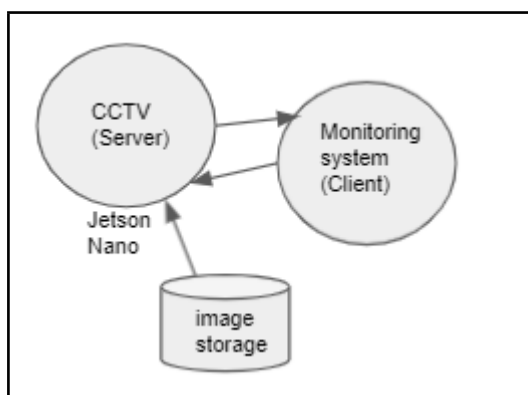 CCTV
(Server)
Monitoring
system
(Client)
Jetson
Nano
image
storage